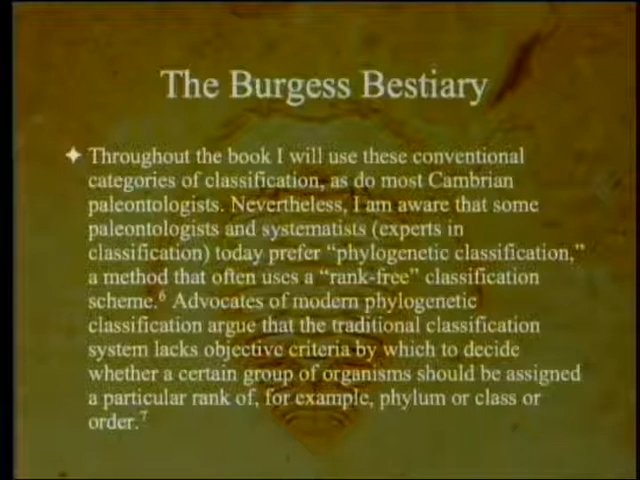 The Burgess Bestiary
Throughout the book I will use these conventional
categories of classification, as do most Cambrian
paleontologists. Nevertheless, I am aware that some
paleontologists and systematists (experts in
classification) today prefer “phylogenetic classification,”
a method that often uses a “rank-free” classification
scheme.⁶ Advocates of modern phylogenetic
classification argue that the traditional classification
system lacks objective criteria by which to decide
whether a certain group of organisms should be assigned
a particular rank of, for example, phylum or class or
order.⁷